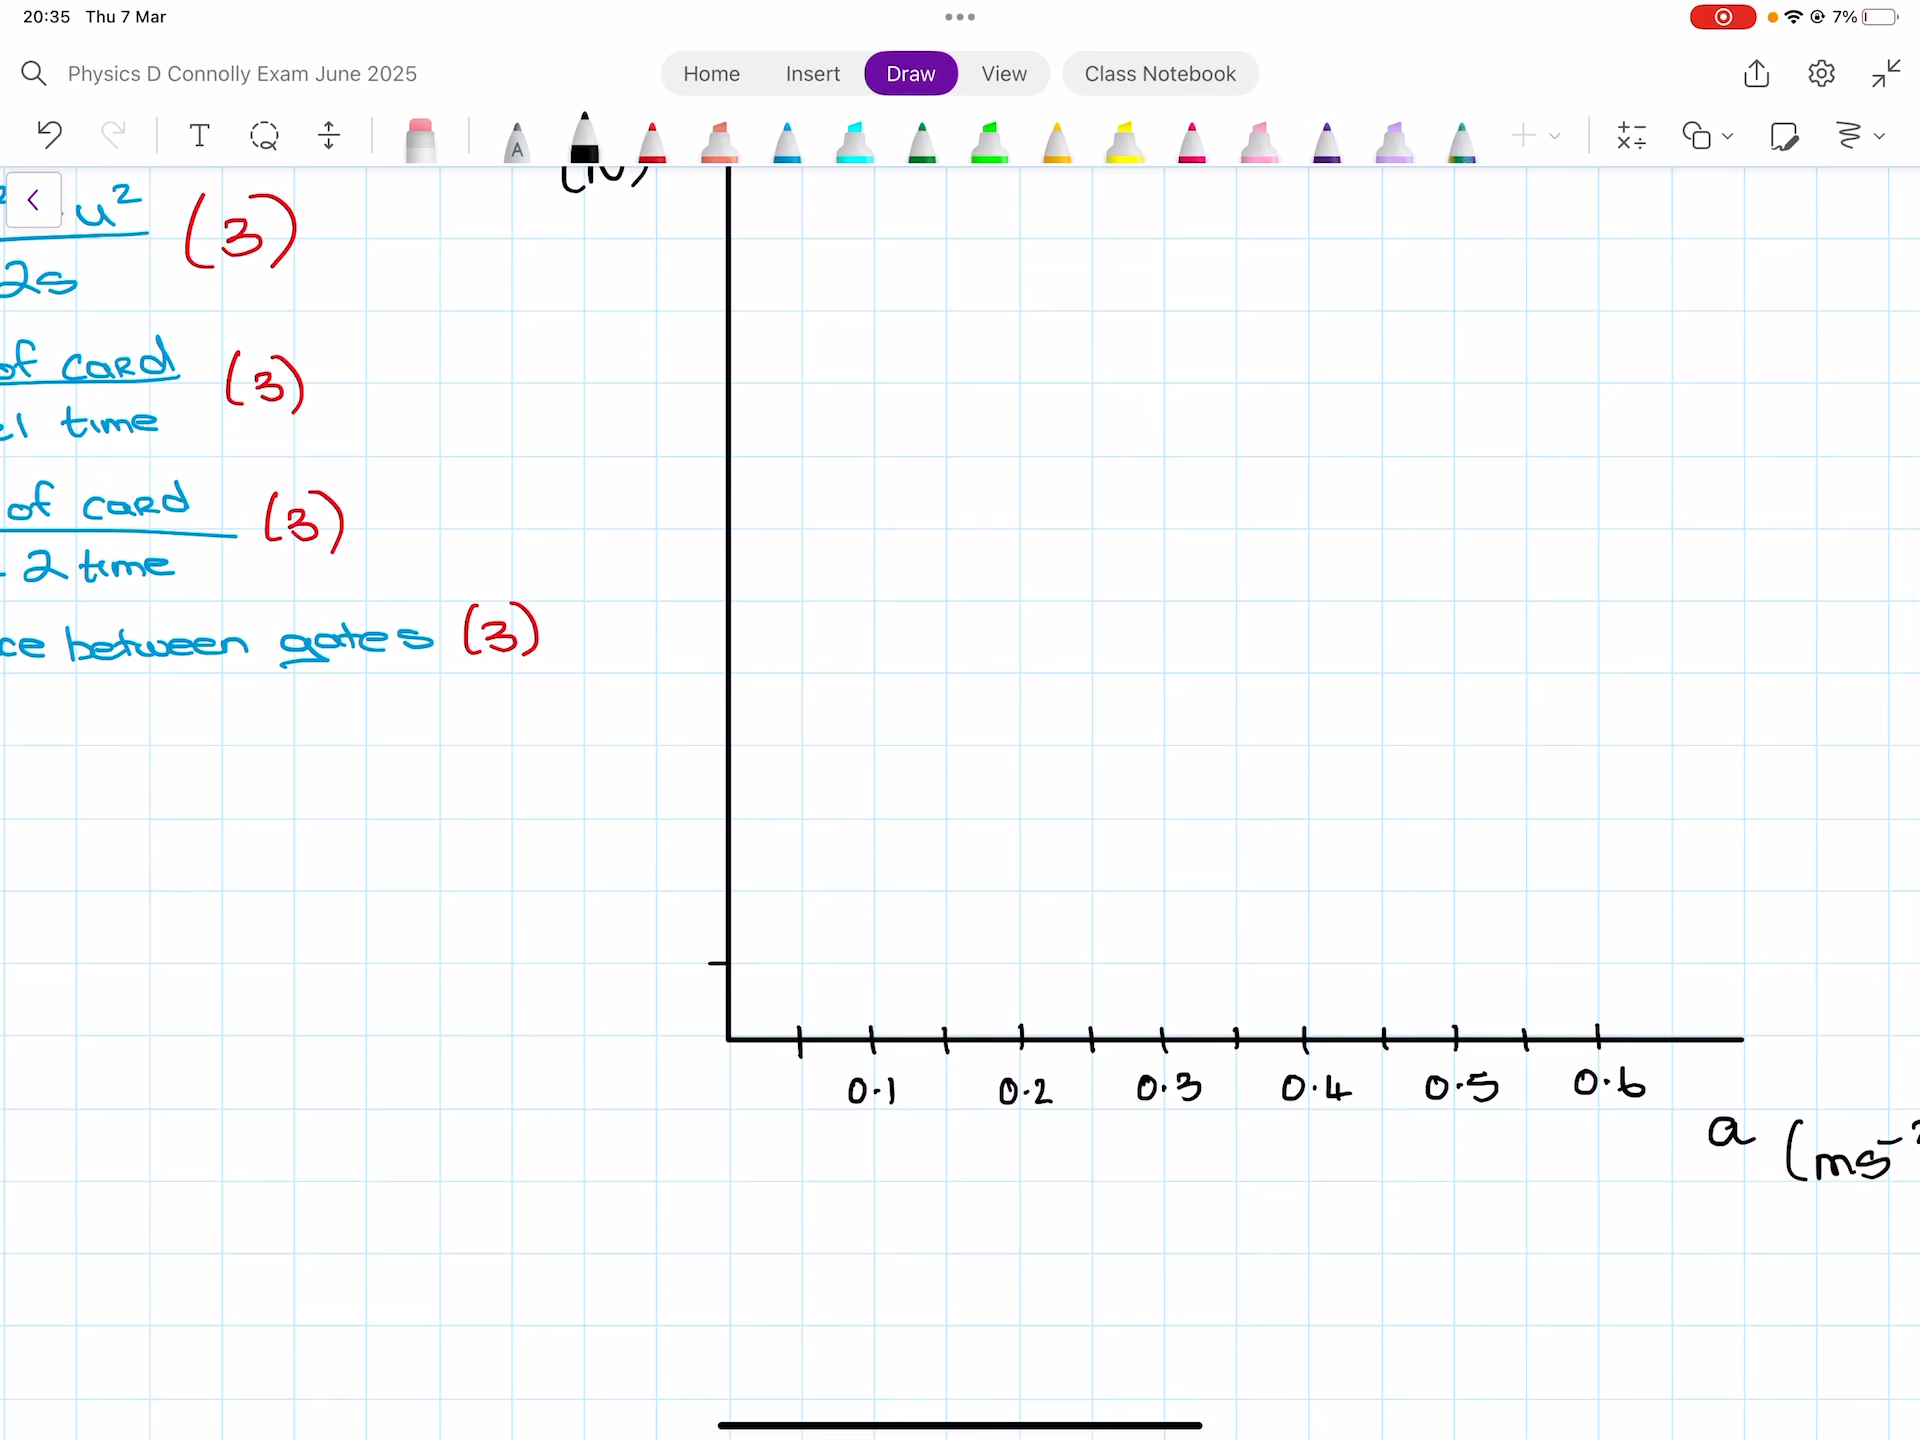 20:35 Thu 7 Mar
7%
Physics D Connolly Exam June 2025
Home Insert Draw View Class Notebook
T
A
(N)
u² (3)
2s
of card (3)
time
of card (3)
2 time
between gates (3)
0.1 0.2 0.3 0.4 0.5 0.6
a (ms⁻²